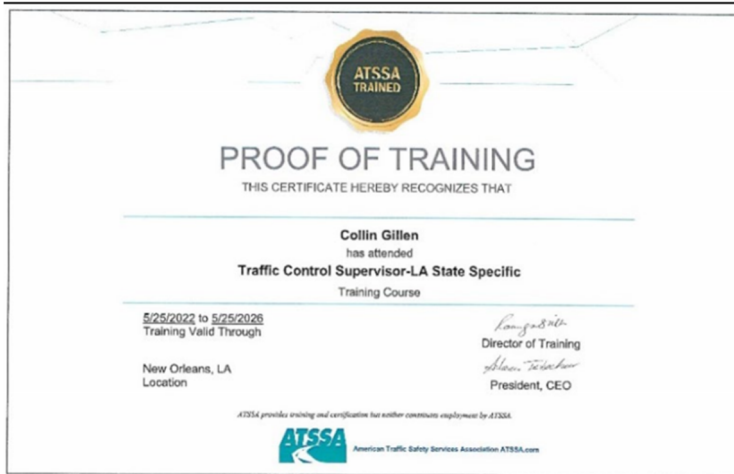 ATSSA
TRAINED
PROOF OF TRAINING
THIS CERTIFICATE HEREBY RECOGNIZES THAT
Collin Gillen
has attended
Traffic Control Supervisor-LA State Specific
Training Course
5/25/2022 to 5/25/2026
Training Valid Through
Director of Training
New Orleans, LA
Location
President, CEO
ATSSA provides training and certification but neither constitutes employment by ATSSA.
ATSSA
American Traffic Safety Services Association ATSSA.com